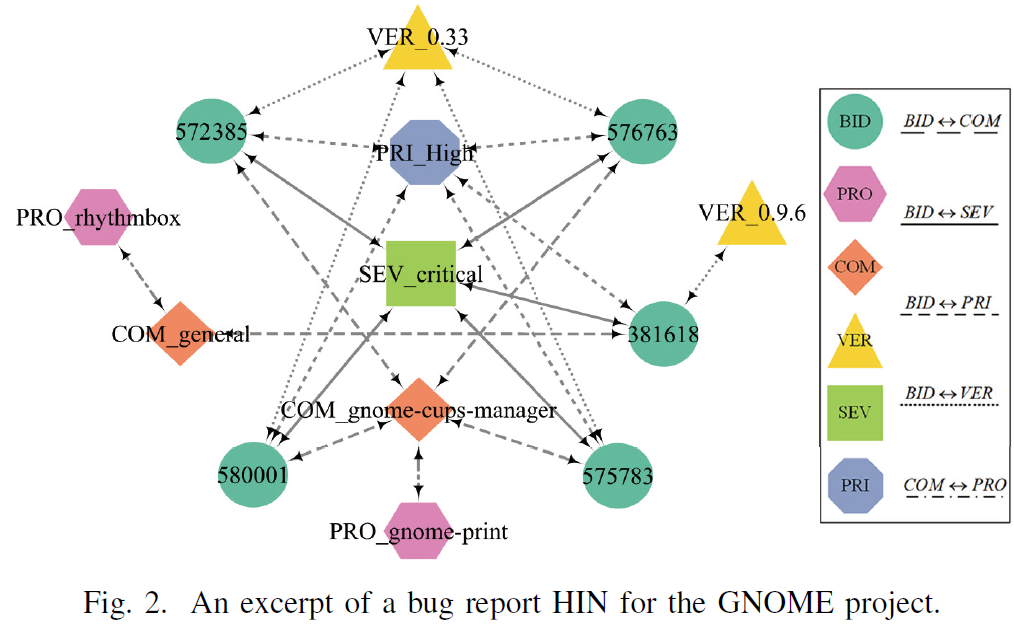 VER_0.33
572385
576763
PRI_High
PRO_rhythmbox
VER_0.9.6
SEV_critical
COM_general
381618
COM_gnome-cups-manager
580001
575783
PRO_gnome-print
BID
BID↔COM
PRO
BID↔SEV
COM
BID↔PRI
VER
BID↔VER
SEV
PRI
COM↔PRO
Fig. 2. An excerpt of a bug report HIN for the GNOME project.